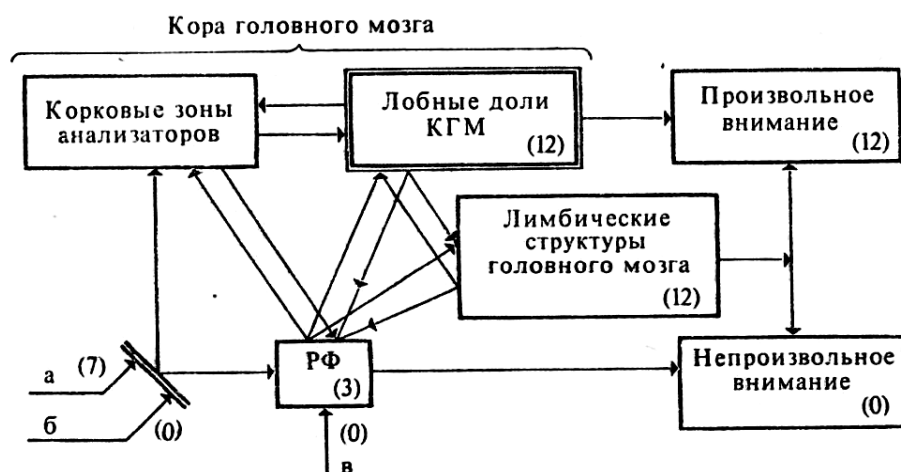 Кора головного мозга
Корковые зоны
анализаторов
Лобные доли
КГМ
(12)
Произвольное
внимание
(12)
Лимбические
структуры
головного мозга
(12)
а
(7)
б
(0)
РФ
(3)
(0)
в
Непроизвольное
внимание
(0)